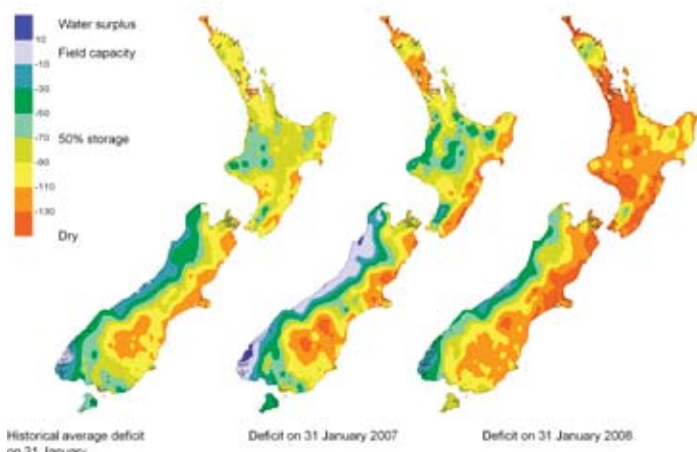 Water surplus
10
Field capacity
-10
-30
-50
50% storage
-70
-90
-110
-130
Dry
Historical average deficit
on 31 January
Deficit on 31 January 2007
Deficit on 31 January 2008